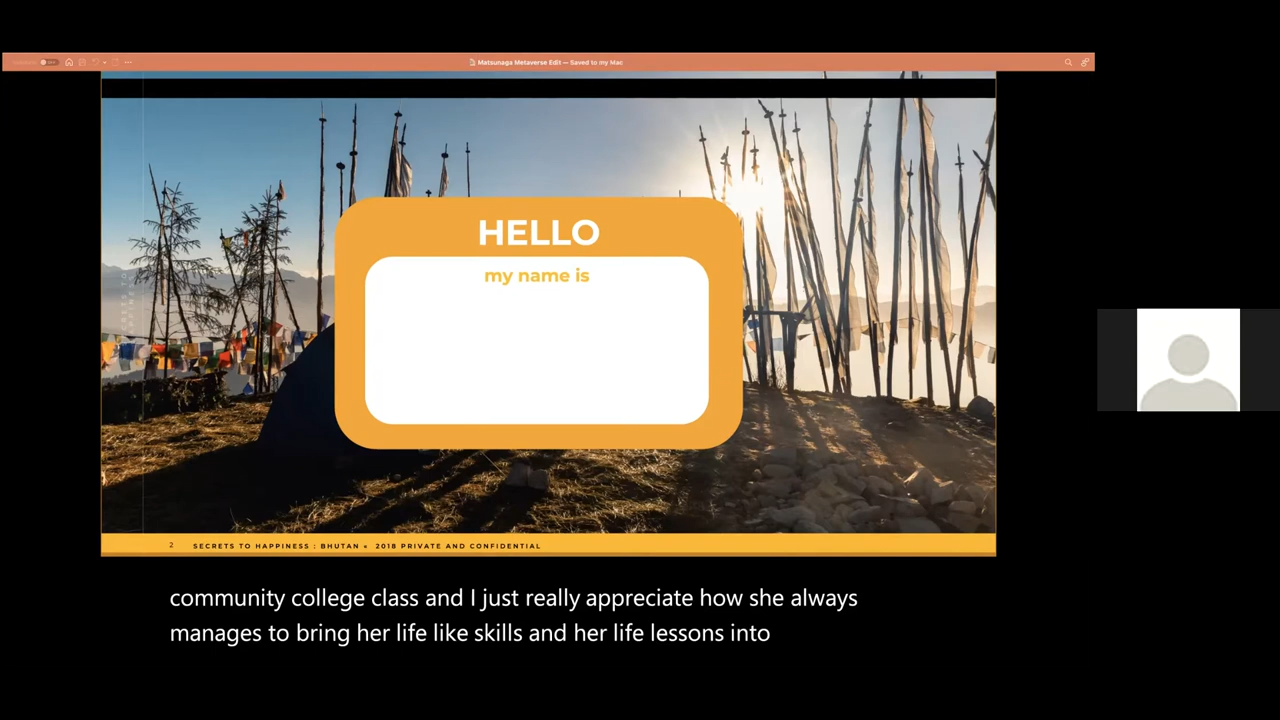 Matsunaga Metaverse Edit — Saved to my Mac
HELLO
my name is
2 SECRETS TO HAPPINESS : BHUTAN • 2018 PRIVATE AND CONFIDENTIAL
community college class and I just really appreciate how she always
manages to bring her life like skills and her life lessons into